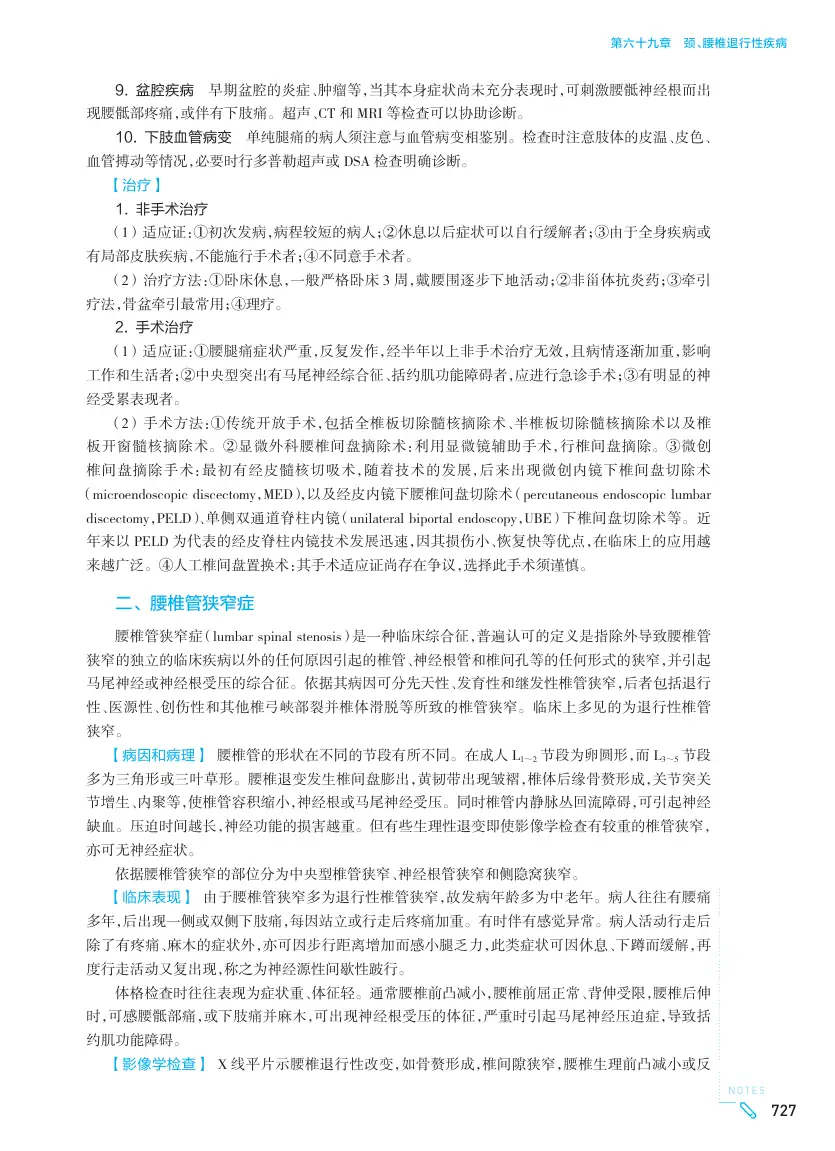 第六十九章 颈、腰椎退行性疾病
9. 盆腔疾病 早期盆腔的炎症、肿瘤等,当其本身症状尚未充分表现时,可刺激腰骶神经根而出
现腰骶部疼痛,或伴有下肢痛。超声、CT 和 MRI 等检查可以协助诊断。
10. 下肢血管病变 单纯腿痛的病人须注意与血管病变相鉴别。检查时注意肢体的皮温、皮色、
血管搏动等情况,必要时行多普勒超声或 DSA 检查明确诊断。
【治疗】
1. 非手术治疗
(1)适应证:①初次发病,病程较短的病人;②休息以后症状可以自行缓解者;③由于全身疾病或
有局部皮肤疾病,不能施行手术者;④不同意手术者。
(2)治疗方法:①卧床休息,一般严格卧床 3 周,戴腰围逐步下地活动;②非甾体抗炎药;③牵引
疗法,骨盆牵引最常用;④理疗。
2. 手术治疗
(1)适应证:①腰腿痛症状严重,反复发作,经半年以上非手术治疗无效,且病情逐渐加重,影响
工作和生活者;②中央型突出有马尾神经综合征、括约肌功能障碍者,应进行急诊手术;③有明显的神
经受累表现者。
(2)手术方法:①传统开放手术,包括全椎板切除髓核摘除术、半椎板切除髓核摘除术以及椎
板开窗髓核摘除术。②显微外科腰椎间盘摘除术:利用显微镜辅助手术,行椎间盘摘除。③微创
椎间盘摘除手术:最初有经皮髓核切吸术,随着技术的发展,后来出现微创内镜下椎间盘切除术
(microendoscopic discectomy,MED),以及经皮内镜下腰椎间盘切除术(percutaneous endoscopic lumbar
discectomy,PELD)、单侧双通道脊柱内镜(unilateral biportal endoscopy,UBE)下椎间盘切除术等。近
年来以 PELD 为代表的经皮脊柱内镜技术发展迅速,因其损伤小、恢复快等优点,在临床上的应用越
来越广泛。④人工椎间盘置换术:其手术适应证尚存在争议,选择此手术须谨慎。
二、腰椎管狭窄症
腰椎管狭窄症(lumbar spinal stenosis)是一种临床综合征,普遍认可的定义是指除外导致腰椎管
狭窄的独立的临床疾病以外的任何原因引起的椎管、神经根管和椎间孔等的任何形式的狭窄,并引起
马尾神经或神经根受压的综合征。依据其病因可分先天性、发育性和继发性椎管狭窄,后者包括退行
性、医源性、创伤性和其他椎弓峡部裂并椎体滑脱等所致的椎管狭窄。临床上多见的为退行性椎管
狭窄。
【病因和病理】 腰椎管的形状在不同的节段有所不同。在成人 L1~2 节段为卵圆形,而 L3~5 节段
多为三角形或三叶草形。腰椎退变发生椎间盘膨出,黄韧带出现皱褶,椎体后缘骨赘形成,关节突关
节增生、内聚等,使椎管容积缩小,神经根或马尾神经受压。同时椎管内静脉丛回流障碍,可引起神经
缺血。压迫时间越长,神经功能的损害越重。但有些生理性退变即使影像学检查有较重的椎管狭窄,
亦可无神经症状。
依据腰椎管狭窄的部位分为中央型椎管狭窄、神经根管狭窄和侧隐窝狭窄。
【临床表现】 由于腰椎管狭窄多为退行性椎管狭窄,故发病年龄多为中老年。病人往往有腰痛
多年,后出现一侧或双侧下肢痛,每因站立或行走后疼痛加重。有时伴有感觉异常。病人活动行走后
除了有疼痛、麻木的症状外,亦可因步行距离增加而感小腿乏力,此类症状可因休息、下蹲而缓解,再
度行走活动又复出现,称之为神经源性间歇性跛行。
体格检查时往往表现为症状重、体征轻。通常腰椎前凸减小,腰椎前屈正常、背伸受限,腰椎后伸
时,可感腰骶部痛,或下肢痛并麻木,可出现神经根受压的体征,严重时引起马尾神经压迫症,导致括
约肌功能障碍。
【影像学检查】 X 线平片示腰椎退行性改变,如骨赘形成,椎间隙狭窄,腰椎生理前凸减小或反
NOTES
727